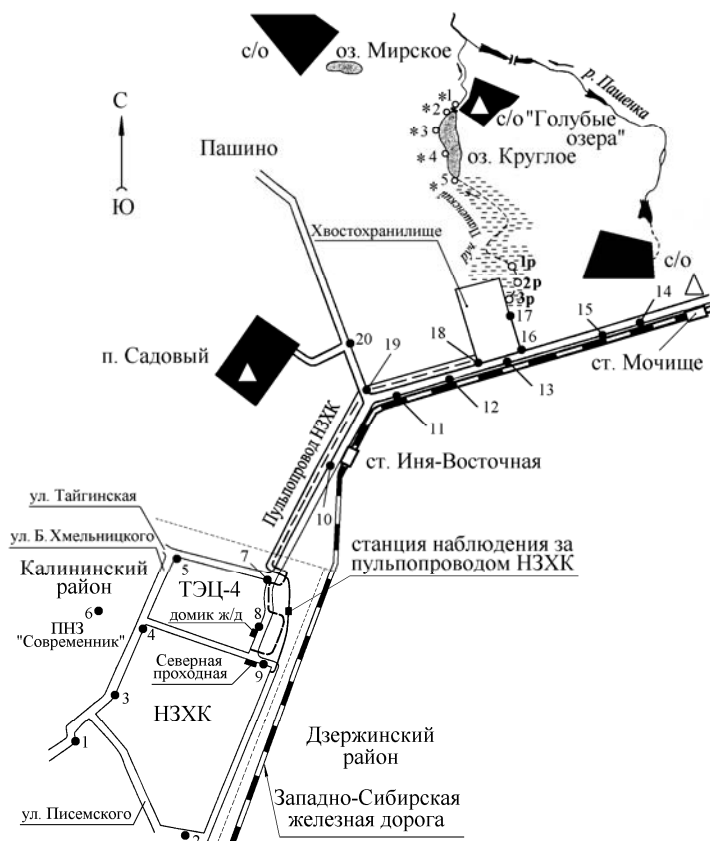 с/о
оз. Мирское
р. Пашенка
С
Ю
*1
*2
*3
*4
5
*
с/о "Голубые
озера"
оз. Круглое
Пашино
Пашенский
руч
Хвостохранилище
1р
2р
3р
с/о
17
16
15
14
18
13
12
11
19
20
ст. Мочище
п. Садовый
Пульпопровод НЗХК
10
ст. Иня-Восточная
ул. Тайгинская
ул. Б. Хмельницкого
Калининский
район
7
5
ТЭЦ-4
станция наблюдения за
пульпопроводом НЗХК
6
ПНЗ
"Современник"
4
домик ж/д
8
Северная
проходная
9
3
НЗХК
1
Дзержинский
район
ул. Писемского
2
Западно-Сибирская
железная дорога